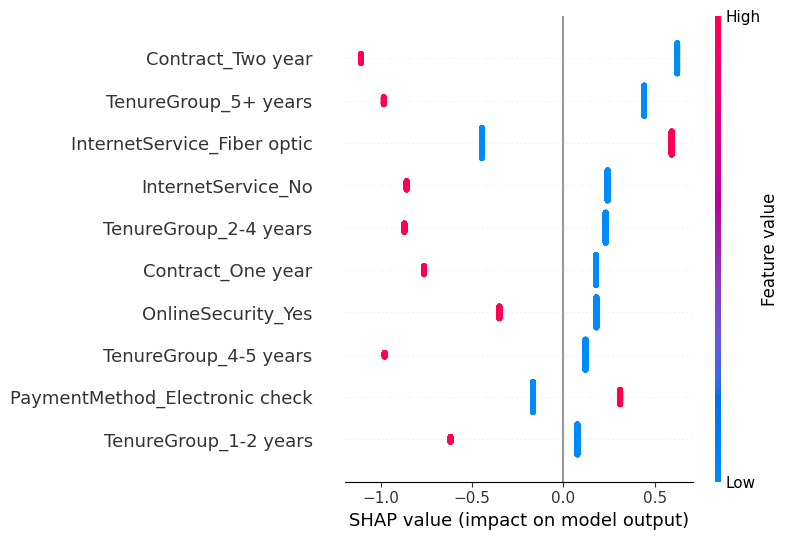 High
Contract_Two year
TenureGroup_5+ years
InternetService_Fiber optic
InternetService_No
TenureGroup_2-4 years
Contract_One year
OnlineSecurity_Yes
TenureGroup_4-5 years
PaymentMethod_Electronic check
TenureGroup_1-2 years
Feature value
Low
−1.0 −0.5 0.0 0.5
SHAP value (impact on model output)